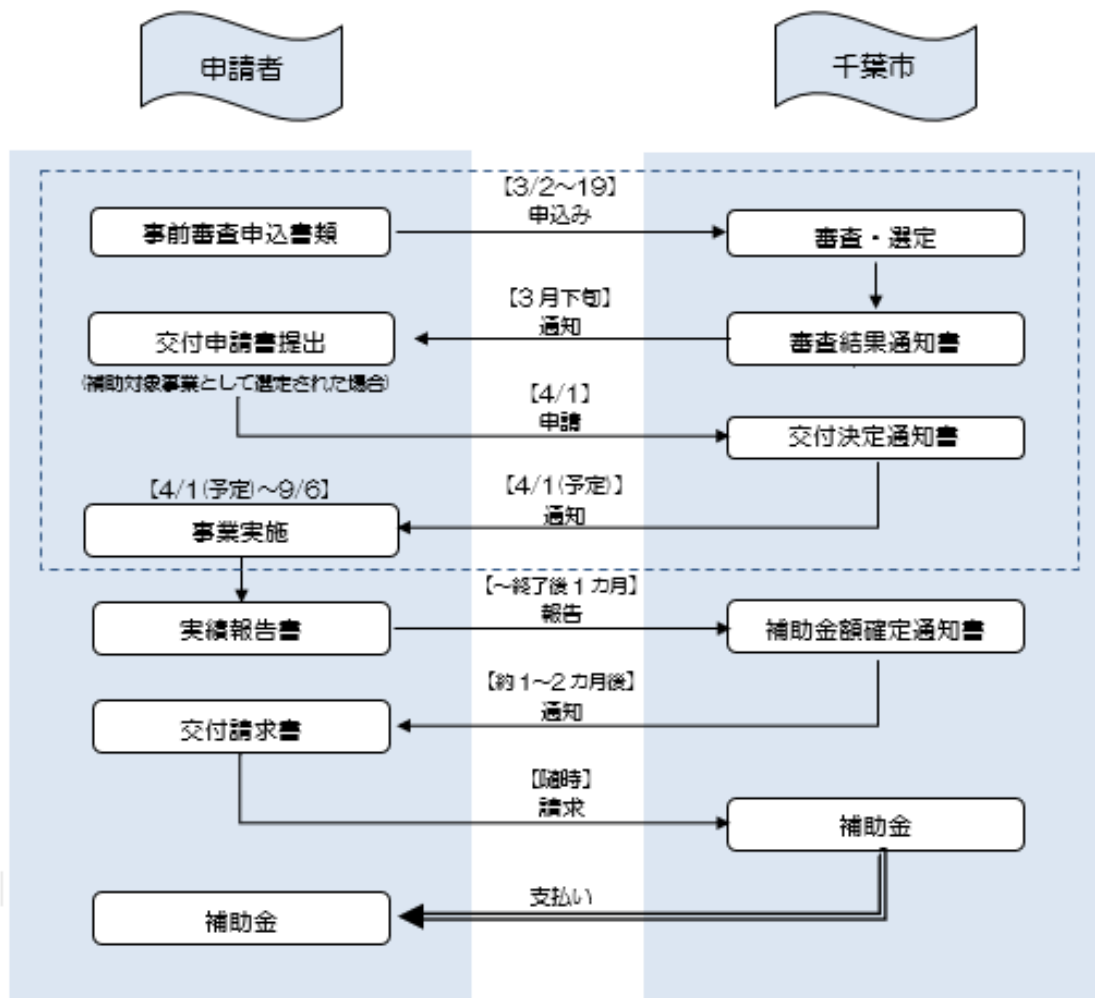 申請者
千葉市
【3/2～19】
申込み
事前審査申込書類
審査・選定
【3月下旬】
通知
交付申請書提出
審査結果通知書
(補助対象事業として選定された場合)
【4/1】
申請
交付決定通知書
【4/1(予定)～9/6】
【4/1(予定)】
通知
事業実施
【～終了後1カ月】
報告
実績報告書
補助金額確定通知書
【約1～2カ月後】
通知
交付請求書
【随時】
請求
補助金
支払い
補助金